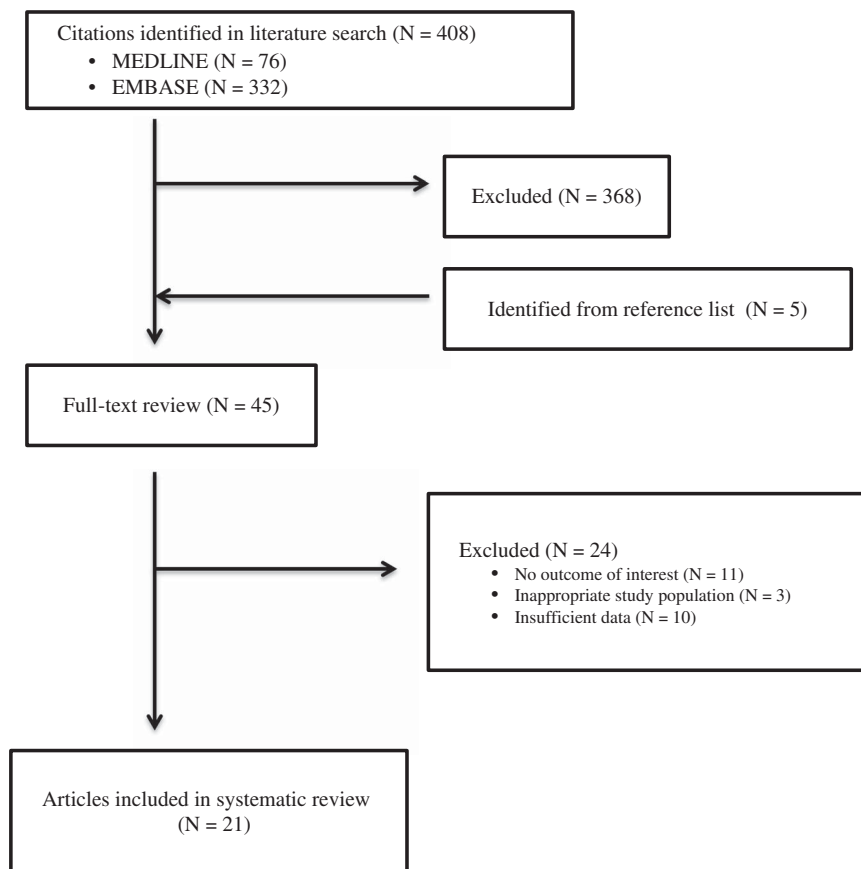 Citations identified in literature search (N = 408)
• MEDLINE (N = 76)
• EMBASE (N = 332)
Excluded (N = 368)
Identified from reference list (N = 5)
Full-text review (N = 45)
Excluded (N = 24)
• No outcome of interest (N = 11)
• Inappropriate study population (N = 3)
• Insufficient data (N = 10)
Articles included in systematic review
(N = 21)